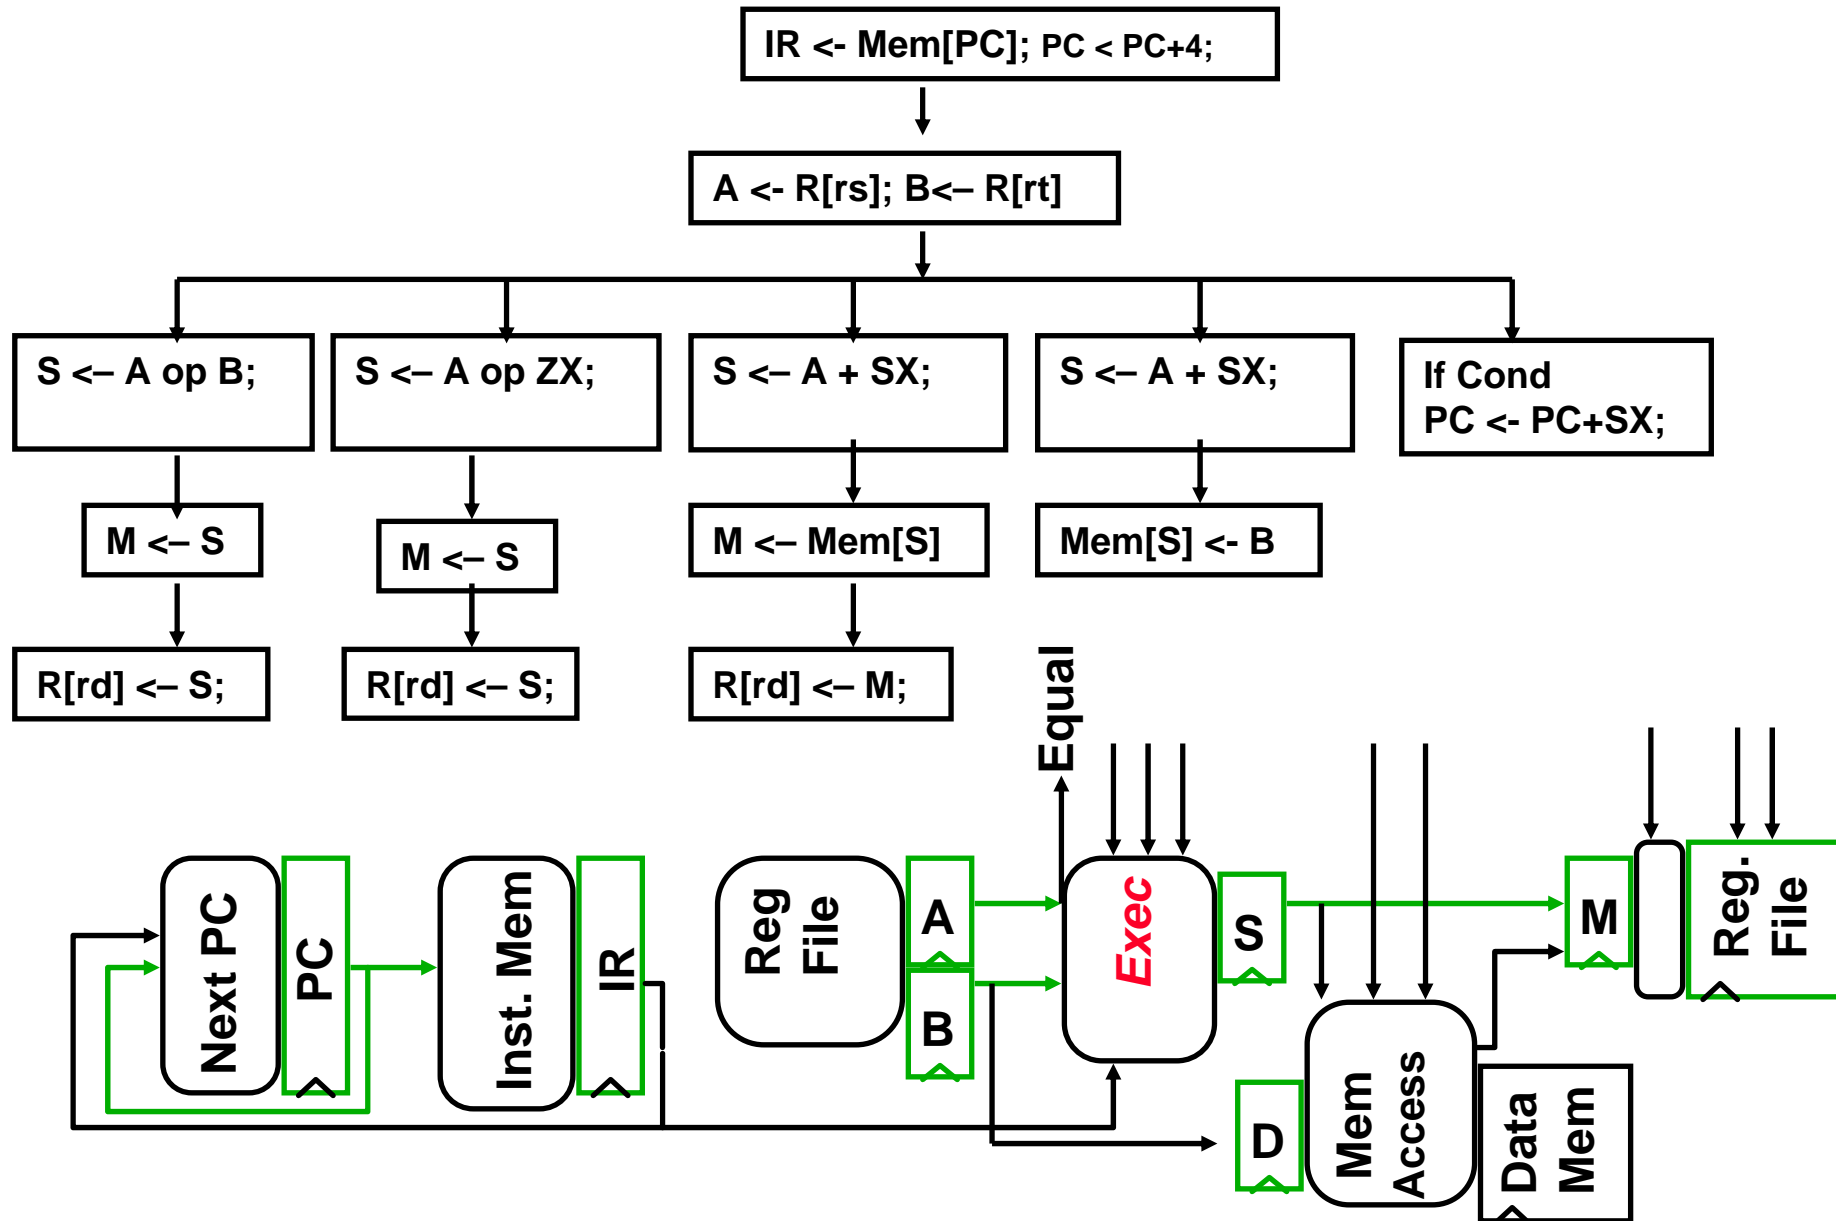 IR <- Mem[PC]; PC < PC+4;
A <- R[rs]; B<– R[rt]
S <– A op B;
S <– A op ZX;
S <– A + SX;
S <– A + SX;
If Cond
PC <- PC+SX;
M <– S
M <– S
M <– Mem[S]
Mem[S] <- B
R[rd] <– S;
R[rd] <– S;
R[rd] <– M;
Equal
Next PC
PC
Inst. Mem
IR
Reg
File
A
B
Exec
S
M
Reg.
File
D
Mem
Access
Data
Mem